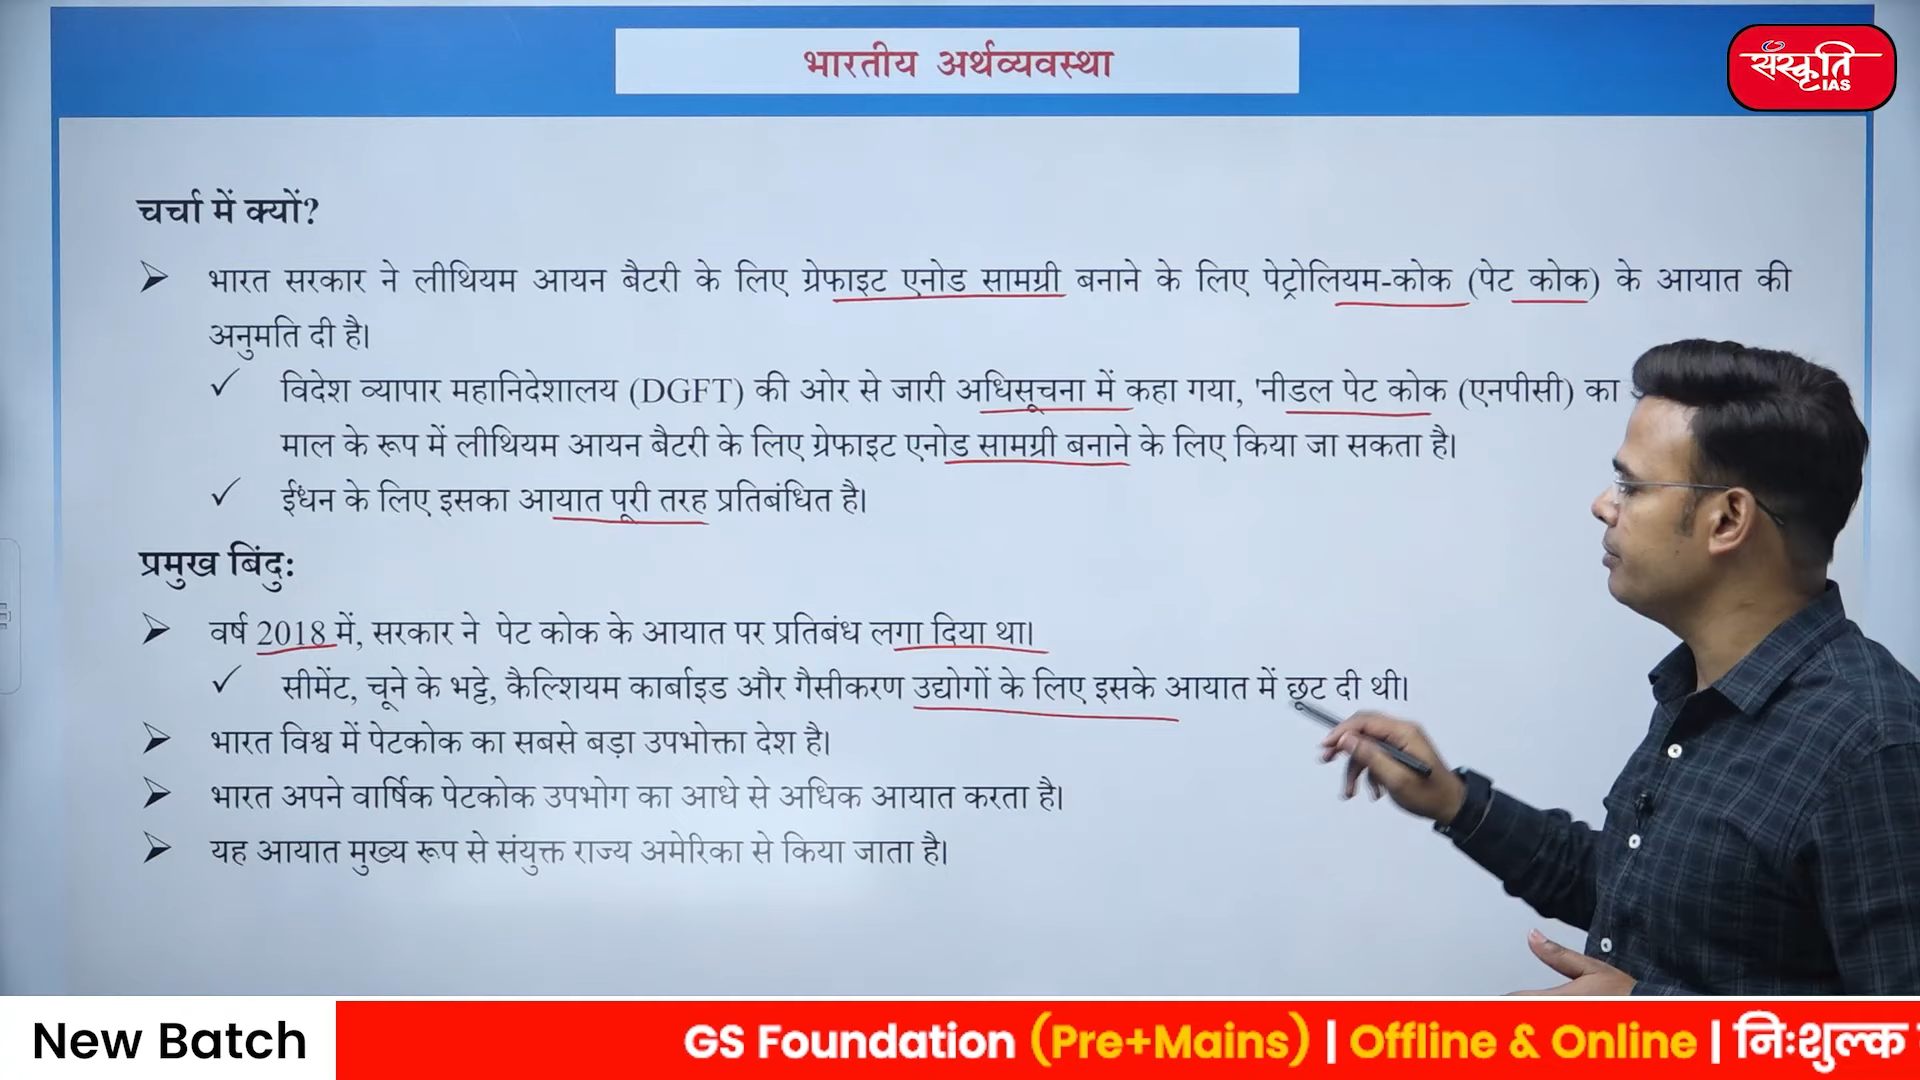 भारतीय अर्थव्यवस्था
संस्कृति
IAS
चर्चा में क्यों?
➢ भारत सरकार ने लीथियम आयन बैटरी के लिए ग्रेफाइट एनोड सामग्री बनाने के लिए पेट्रोलियम-कोक (पेट कोक) के आयात की
अनुमति दी है।
✓ विदेश व्यापार महानिदेशालय (DGFT) की ओर से जारी अधिसूचना में कहा गया, 'नीडल पेट कोक (एनपीसी) का
माल के रूप में लीथियम आयन बैटरी के लिए ग्रेफाइट एनोड सामग्री बनाने के लिए किया जा सकता है।
✓ ईंधन के लिए इसका आयात पूरी तरह प्रतिबंधित है।
प्रमुख बिंदु:
➢ वर्ष 2018 में, सरकार ने पेट कोक के आयात पर प्रतिबंध लगा दिया था।
✓ सीमेंट, चूने के भट्टे, कैल्शियम कार्बाइड और गैसीकरण उद्योगों के लिए इसके आयात में छूट दी थी।
➢ भारत विश्व में पेटकोक का सबसे बड़ा उपभोक्ता देश है।
➢ भारत अपने वार्षिक पेटकोक उपभोग का आधे से अधिक आयात करता है।
➢ यह आयात मुख्य रूप से संयुक्त राज्य अमेरिका से किया जाता है।
New Batch GS Foundation (Pre+Mains) | Offline & Online | निःशुल्क